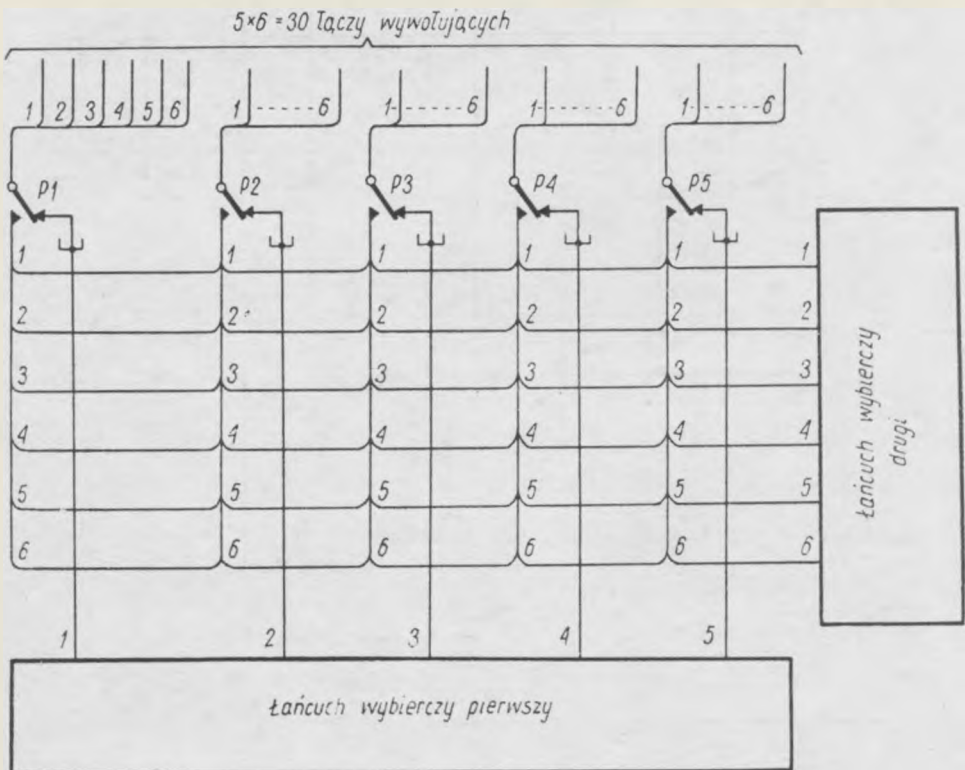 5×6 = 30 łączy wywołujących
1 2 3 4 5 6 1 6 1 6 1 6 1 6
P1 P2 P3 P4 P5
1 1 1 1 1 1
2 2 2 2 2 2
3 3 3 3 3 3
4 4 4 4 4 4
5 5 5 5 5 5
6 6 6 6 6 6
Łańcuch wybierczy
drugi
1 2 3 4 5
Łańcuch wybierczy pierwszy